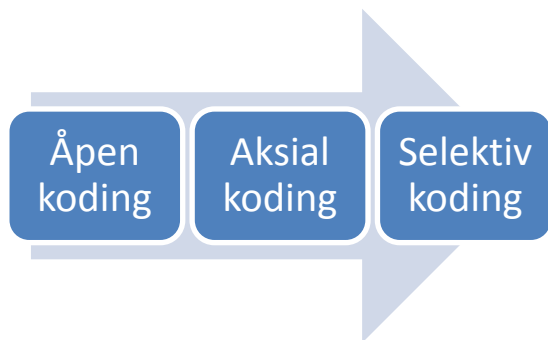 Åpen
koding
Aksial
koding
Selektiv
koding